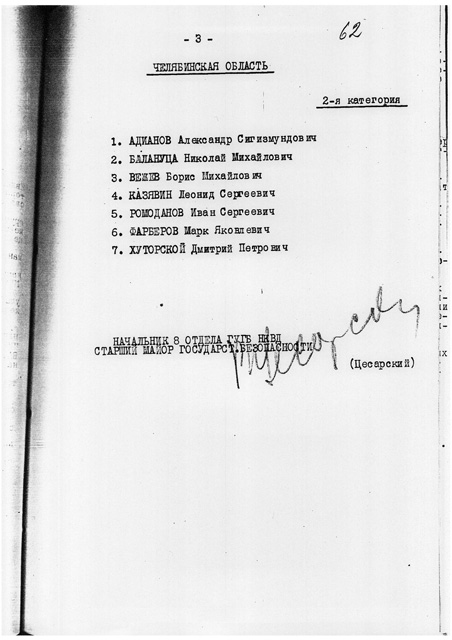 - 3 -
62
ЧЕЛЯБИНСКАЯ ОБЛАСТЬ
2-я категория
1. АДИАНОВ Александр Сигизмундович
2. БАЛАНУЦА Николай Михайлович
3. ВЕЖЕВ Борис Михайлович
4. КАЗЯВИН Леонид Сергеевич
5. РОМОДАНОВ Иван Сергеевич
6. ФАРБЕРОВ Марк Яковлевич
7. ХУТОРСКОЙ Дмитрий Петрович
НАЧАЛЬНИК 8 ОТДЕЛА ГУГБ НКВД
СТАРШИЙ МАЙОР ГОСУДАРСТ.БЕЗОПАСНОСТИ
(Цесарский)